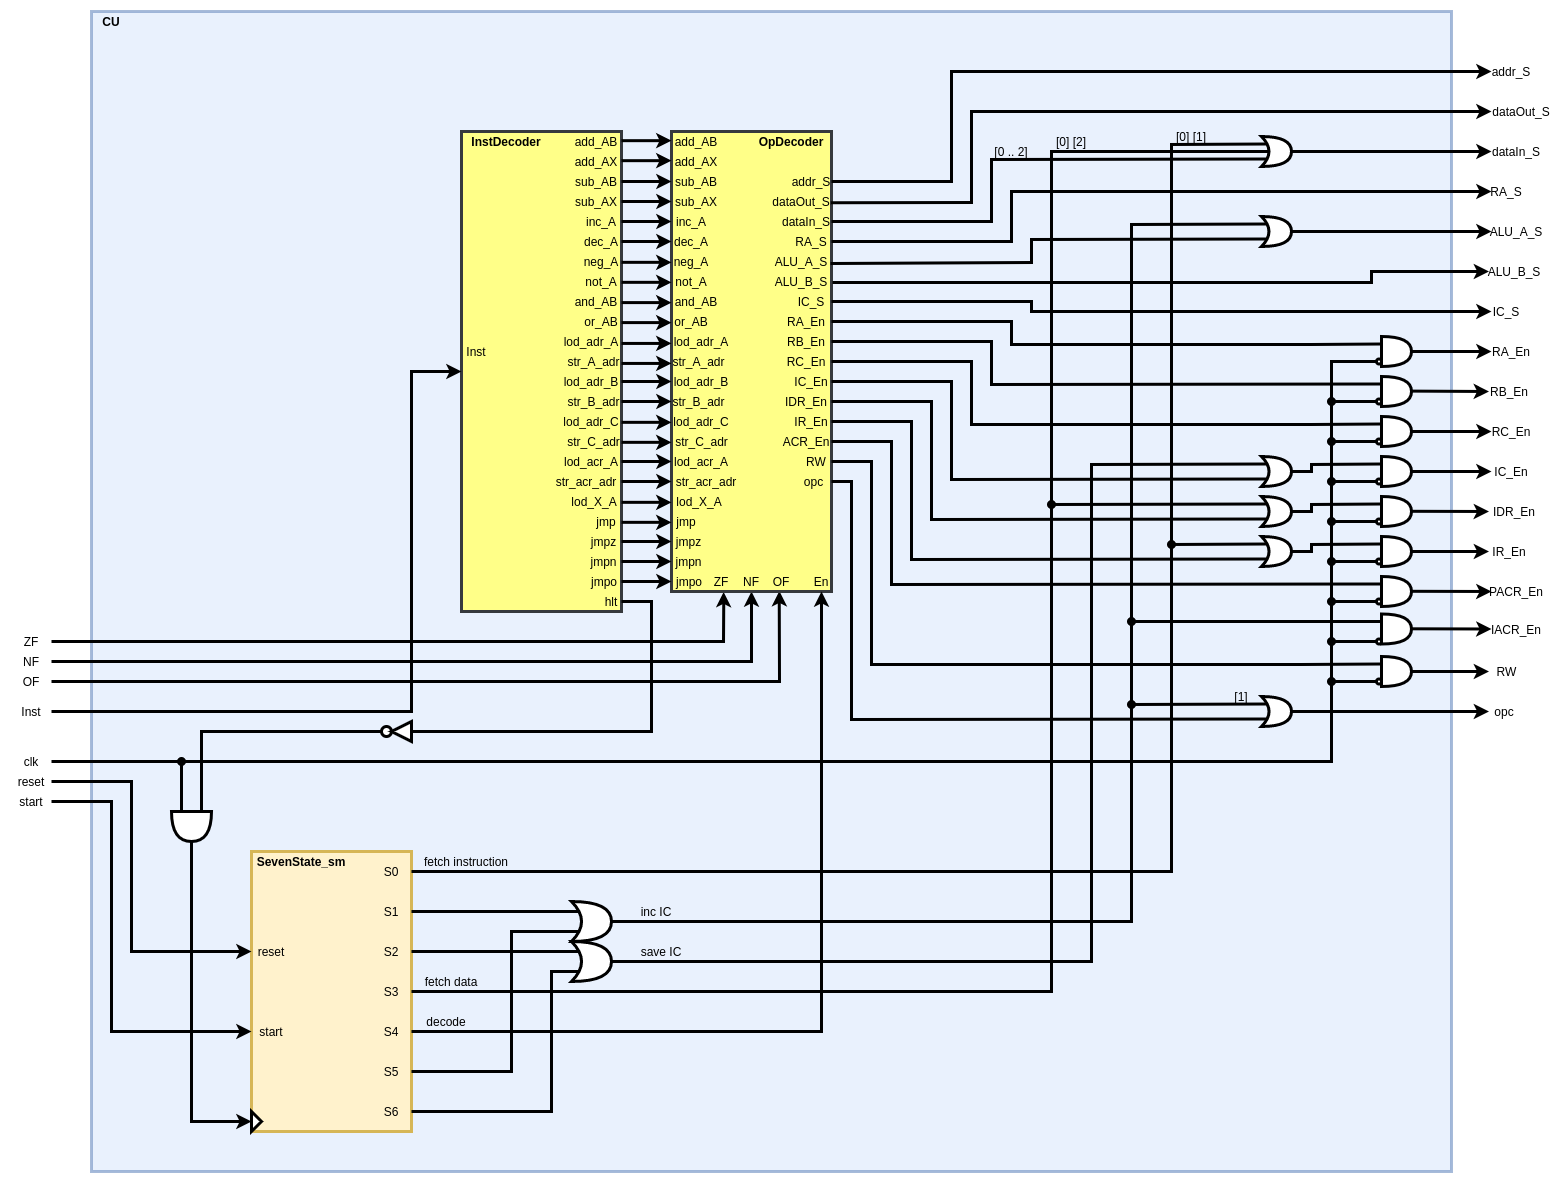 CU
addr_S
dataOut_S
[0] [1]
[0] [2]
[0 .. 2]
dataIn_S
RA_S
ALU_A_S
ALU_B_S
IC_S
RA_En
RB_En
RC_En
IC_En
IDR_En
IR_En
PACR_En
IACR_En
RW
[1]
opc
InstDecoder
Inst
add_AB
add_AX
sub_AB
sub_AX
inc_A
dec_A
neg_A
not_A
and_AB
or_AB
lod_adr_A
str_A_adr
lod_adr_B
str_B_adr
lod_adr_C
str_C_adr
lod_acr_A
str_acr_adr
lod_X_A
jmp
jmpz
jmpn
jmpo
hlt
OpDecoder
add_AB
add_AX
sub_AB
sub_AX
inc_A
dec_A
neg_A
not_A
and_AB
or_AB
lod_adr_A
str_A_adr
lod_adr_B
str_B_adr
lod_adr_C
str_C_adr
lod_acr_A
str_acr_adr
lod_X_A
jmp
jmpz
jmpn
jmpo
ZF
NF
OF
En
addr_S
dataOut_S
dataIn_S
RA_S
ALU_A_S
ALU_B_S
IC_S
RA_En
RB_En
RC_En
IC_En
IDR_En
IR_En
ACR_En
RW
opc
ZF
NF
OF
Inst
clk
reset
start
SevenState_sm
reset
start
S0
S1
S2
S3
S4
S5
S6
fetch instruction
inc IC
save IC
fetch data
decode